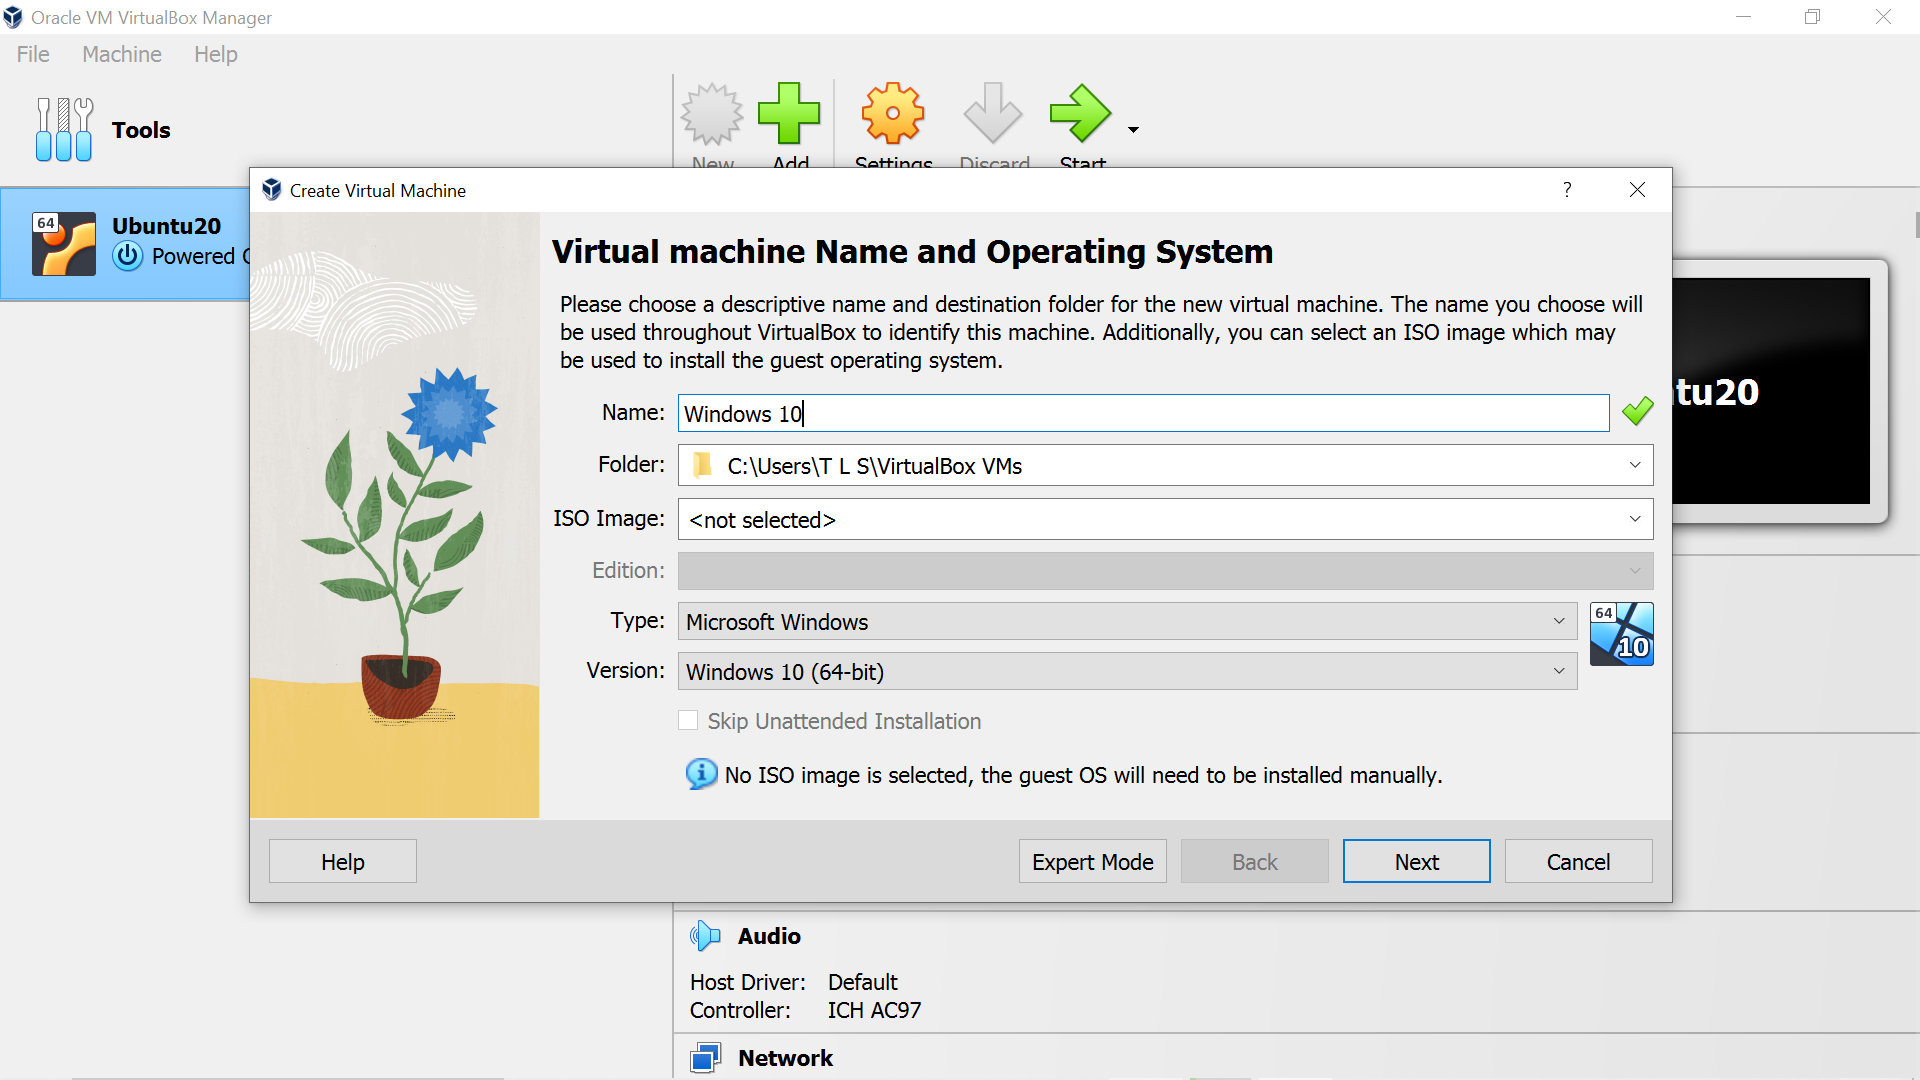 Oracle VM VirtualBox Manager
File Machine Help
Tools
New Add Settings Discard Start
64
Ubuntu20
Powered
Create Virtual Machine
?
Virtual machine Name and Operating System
Please choose a descriptive name and destination folder for the new virtual machine. The name you choose will
be used throughout VirtualBox to identify this machine. Additionally, you can select an ISO image which may
be used to install the guest operating system.
Name: Windows 10
Folder: C:\Users\T L S\VirtualBox VMs
ISO Image: <not selected>
Edition:
Type: Microsoft Windows
Version: Windows 10 (64-bit)
64
10
Skip Unattended Installation
No ISO image is selected, the guest OS will need to be installed manually.
Help Expert Mode Back Next Cancel
tu20
Audio
Host Driver: Default
Controller: ICH AC97
Network